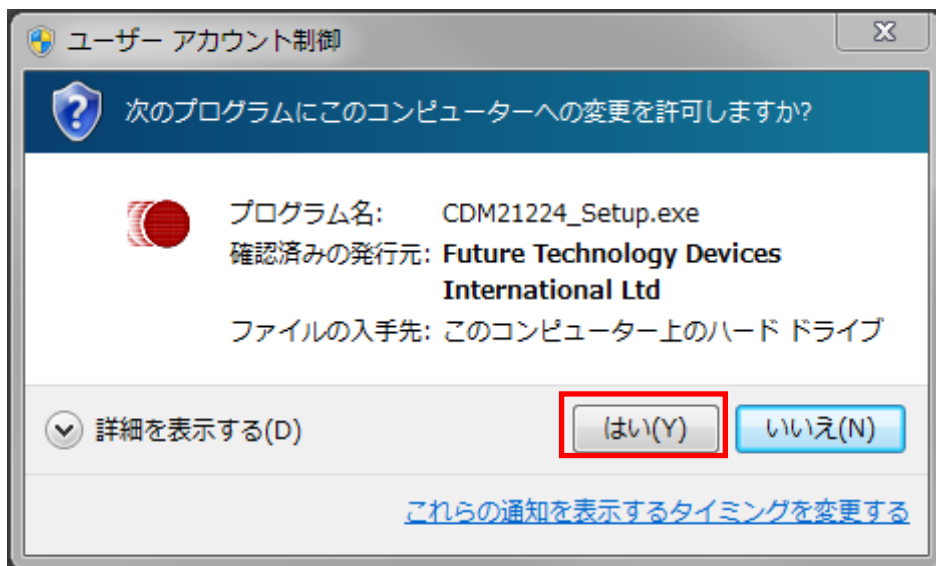 ユーザー アカウント制御
次のプログラムにこのコンピューターへの変更を許可しますか?
プログラム名: CDM21224_Setup.exe
確認済みの発行元: Future Technology Devices
International Ltd
ファイルの入手先: このコンピューター上のハード ドライブ
詳細を表示する(D) はい(Y) いいえ(N)
これらの通知を表示するタイミングを変更する